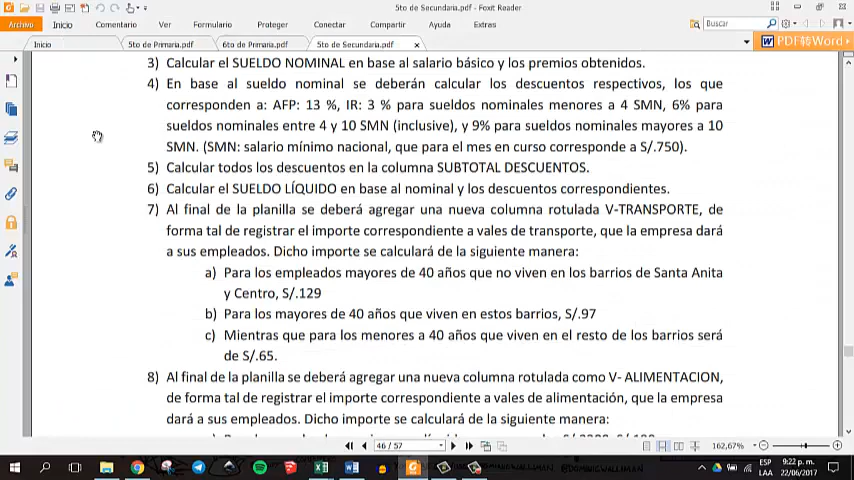 5to de Secundaria.pdf - Foxit Reader
Archivo Inicio Comentario Ver Formulario Proteger Conectar Compartir Ayuda Extras Buscar
Inicio 5to de Primaria.pdf 6to de Primaria.pdf 5to de Secundaria.pdf PDF转Word
3) Calcular el SUELDO NOMINAL en base al salario básico y los premios obtenidos.
4) En base al sueldo nominal se deberán calcular los descuentos respectivos, los que
corresponden a: AFP: 13 %, IR: 3 % para sueldos nominales menores a 4 SMN, 6% para
sueldos nominales entre 4 y 10 SMN (inclusive), y 9% para sueldos nominales mayores a 10
SMN. (SMN: salario mínimo nacional, que para el mes en curso corresponde a S/.750).
5) Calcular todos los descuentos en la columna SUBTOTAL DESCUENTOS.
6) Calcular el SUELDO LÍQUIDO en base al nominal y los descuentos correspondientes.
7) Al final de la planilla se deberá agregar una nueva columna rotulada V-TRANSPORTE, de
forma tal de registrar el importe correspondiente a vales de transporte, que la empresa dará
a sus empleados. Dicho importe se calculará de la siguiente manera:
a) Para los empleados mayores de 40 años que no viven en los barrios de Santa Anita
y Centro, S/.129
b) Para los mayores de 40 años que viven en estos barrios, S/.97
c) Mientras que para los menores a 40 años que viven en el resto de los barrios será
de S/.65.
8) Al final de la planilla se deberá agregar una nueva columna rotulada como V- ALIMENTACION,
de forma tal de registrar el importe correspondiente a vales de alimentación, que la empresa
dará a sus empleados. Dicho importe se calculará de la siguiente manera:
46 / 57 162,67%
ESP 9:22 p. m.
LAA 22/06/2017